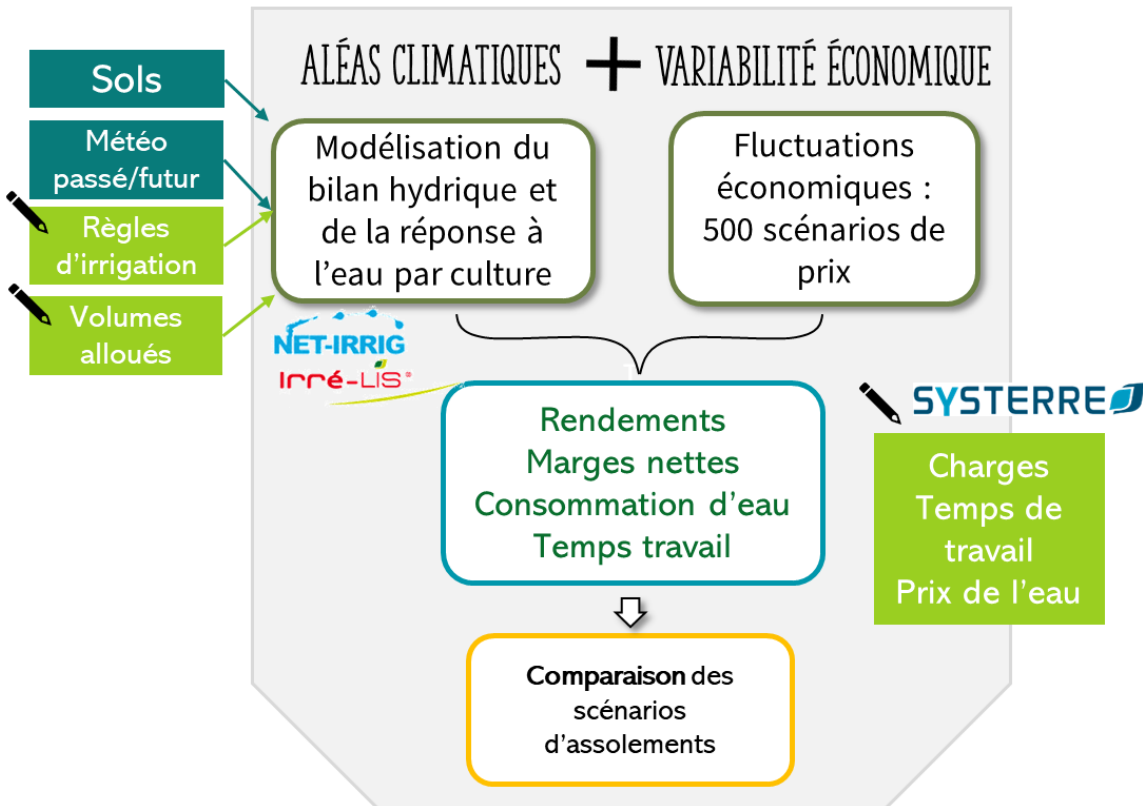 ALÉAS CLIMATIQUES + VARIABILITÉ ÉCONOMIQUE
Sols
Météo
passé/futur
Règles
d'irrigation
Volumes
alloués
Modélisation du
bilan hydrique et
de la réponse à
l'eau par culture
Fluctuations
économiques :
500 scénarios de
prix
NET-IRRIG
Irré-LIS®
Rendements
Marges nettes
Consommation d'eau
Temps travail
SYSTERRE
Charges
Temps de
travail
Prix de l'eau
Comparaison des
scénarios
d'assolements